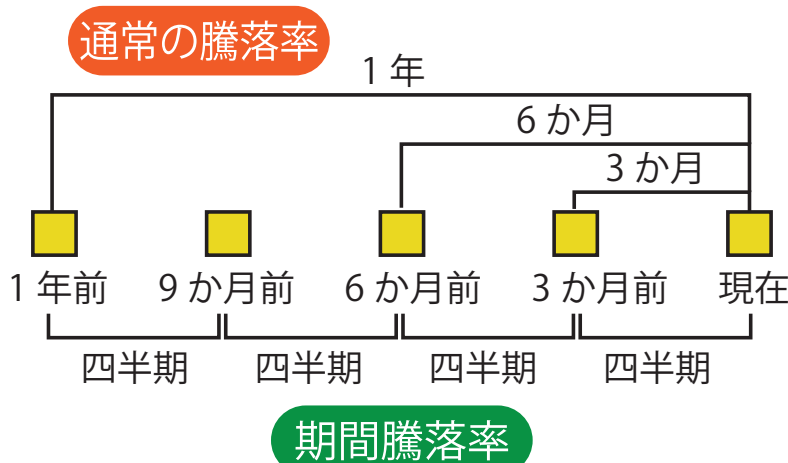 通常の騰落率
1 年
6 か月
3 か月
1 年前 9 か月前 6 か月前 3 か月前 現在
四半期 四半期 四半期 四半期
期間騰落率